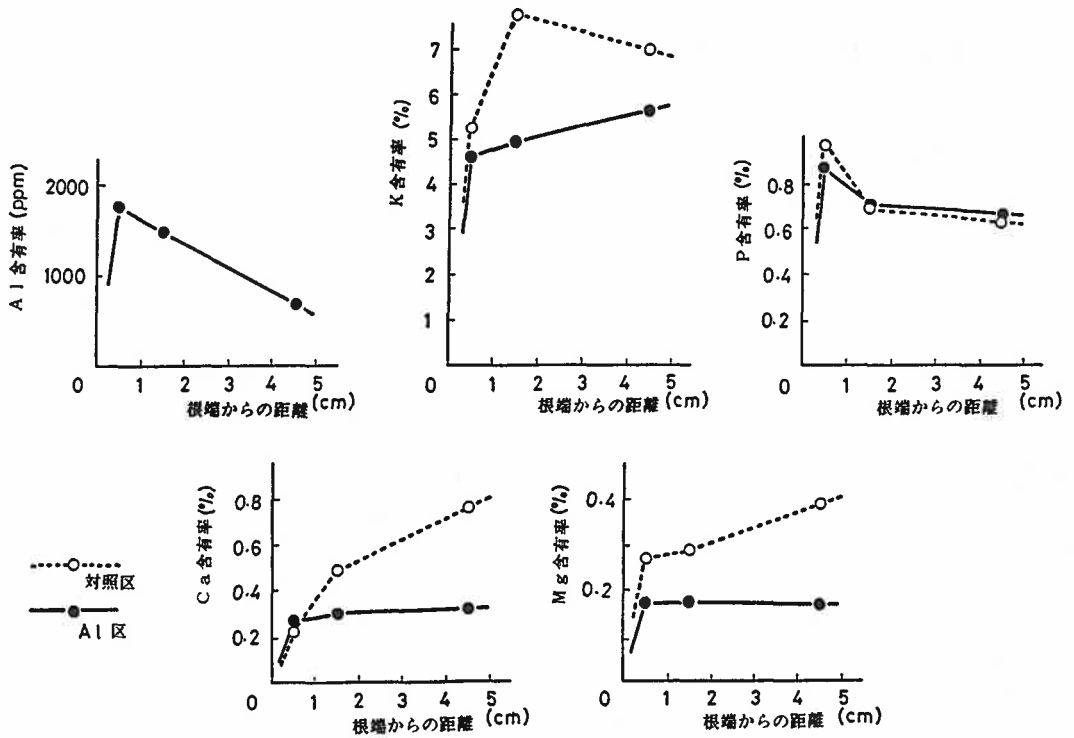 Al含有率(ppm)
2000
1000
0
1 2 3 4 5
(cm)
根端からの距離
K含有率(%)
7
6
5
4
3
2
1
0
1 2 3 4 5
(cm)
根端からの距離
P含有率(%)
0.8
0.6
0.4
0.2
0
1 2 3 4 5
(cm)
根端からの距離
対照区
Al区
Ca含有率(%)
0.8
0.6
0.4
0.2
0
1 2 3 4 5
(cm)
根端からの距離
Mg含有率(%)
0.4
0.2
0
1 2 3 4 5
(cm)
根端からの距離